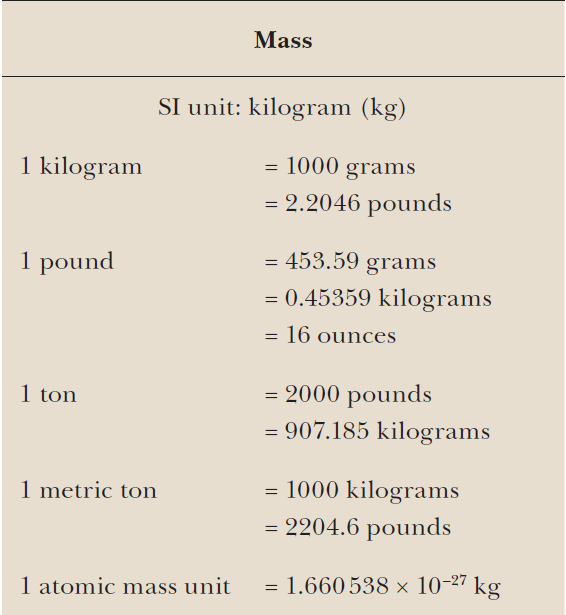 Mass
SI unit: kilogram (kg)
1 kilogram = 1000 grams
= 2.2046 pounds
1 pound = 453.59 grams
= 0.45359 kilograms
= 16 ounces
1 ton = 2000 pounds
= 907.185 kilograms
1 metric ton = 1000 kilograms
= 2204.6 pounds
1 atomic mass unit = 1.660 538 × 10⁻²⁷ kg